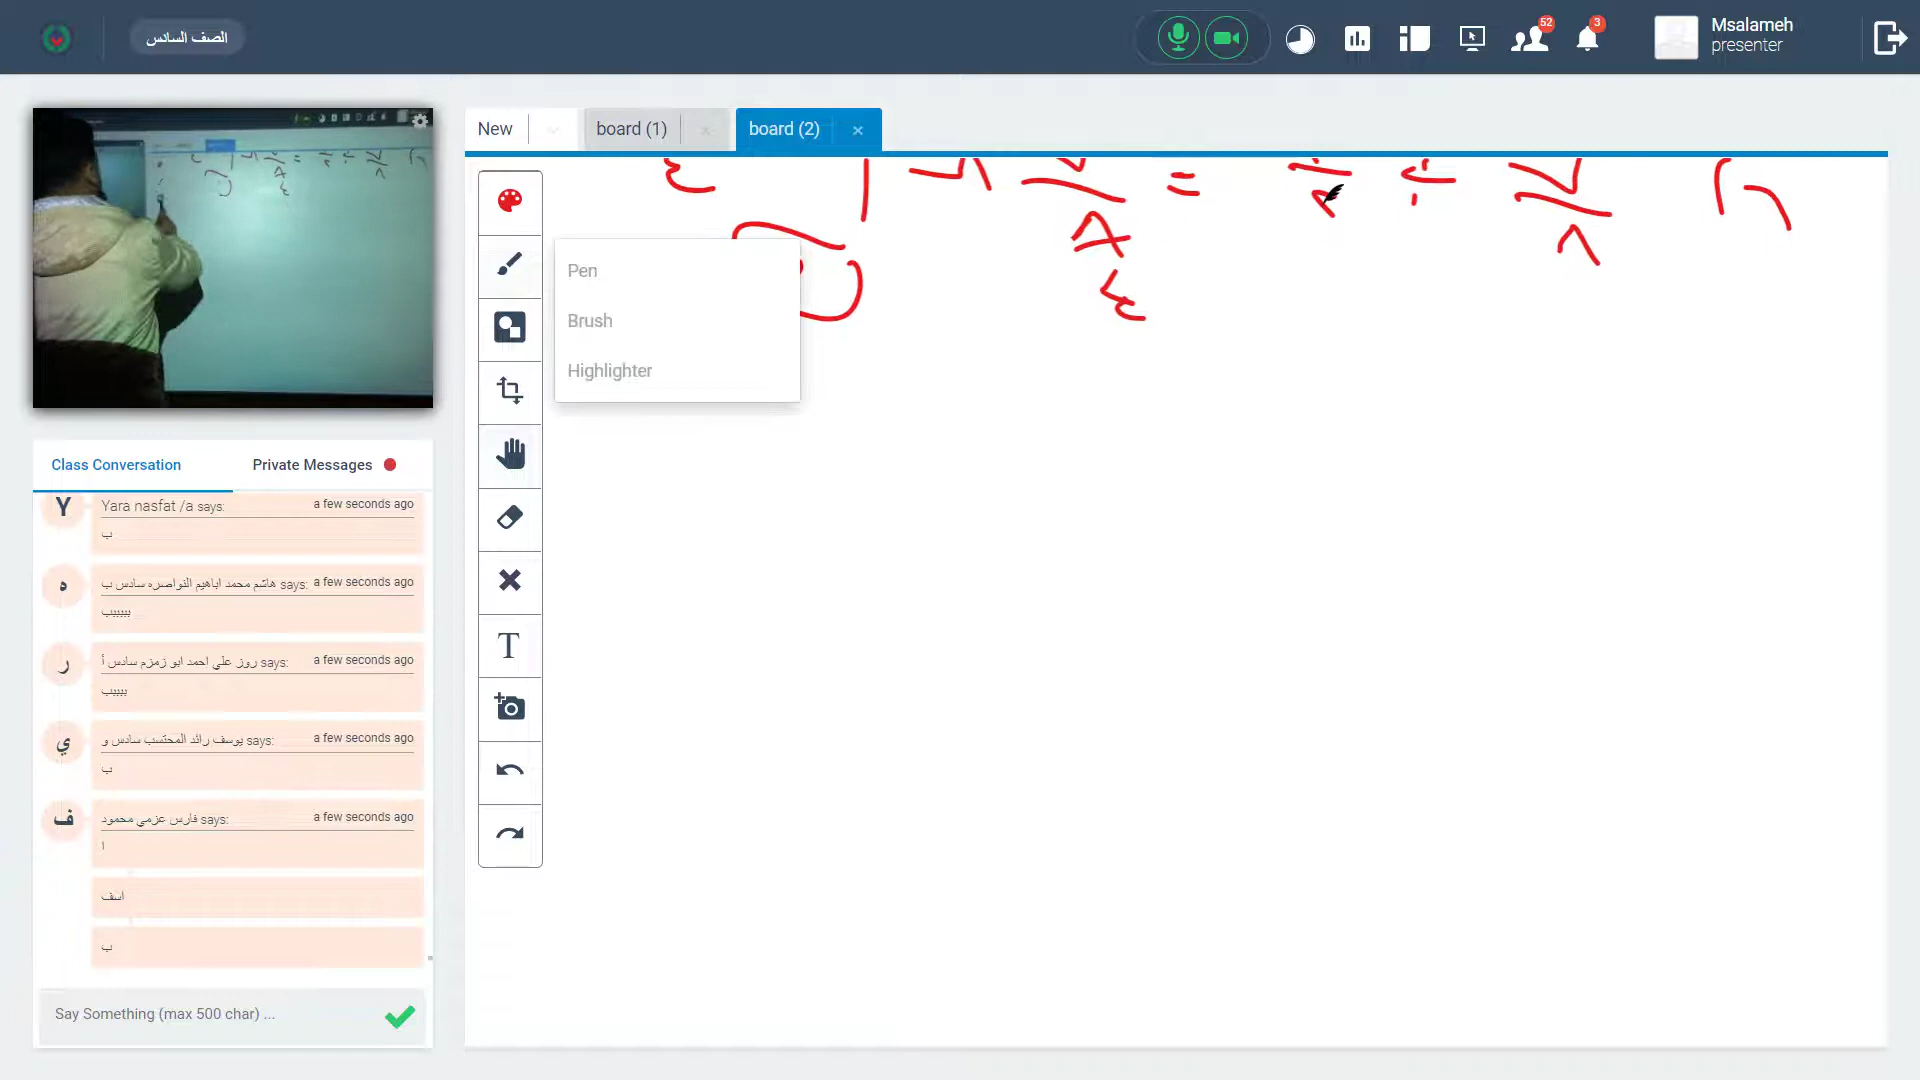 الصف السادس
52
3
Msalameh
presenter
New
board (1)
board (2)
Pen
Brush
Highlighter
T
Class Conversation
Private Messages
Y
Yara nasfat /a says:
a few seconds ago
ب
ه
هاشم محمد اباهيم النواصره سادس ب says:
a few seconds ago
بببببب
ر
روز علي احمد ابو زمزم سادس أ says:
a few seconds ago
ببببب
ي
يوسف رائد المحتسب سادس و says:
a few seconds ago
ب
ف
فارس عزمي محمود says:
a few seconds ago
ا
اسف
ب
Say Something (max 500 char) ...